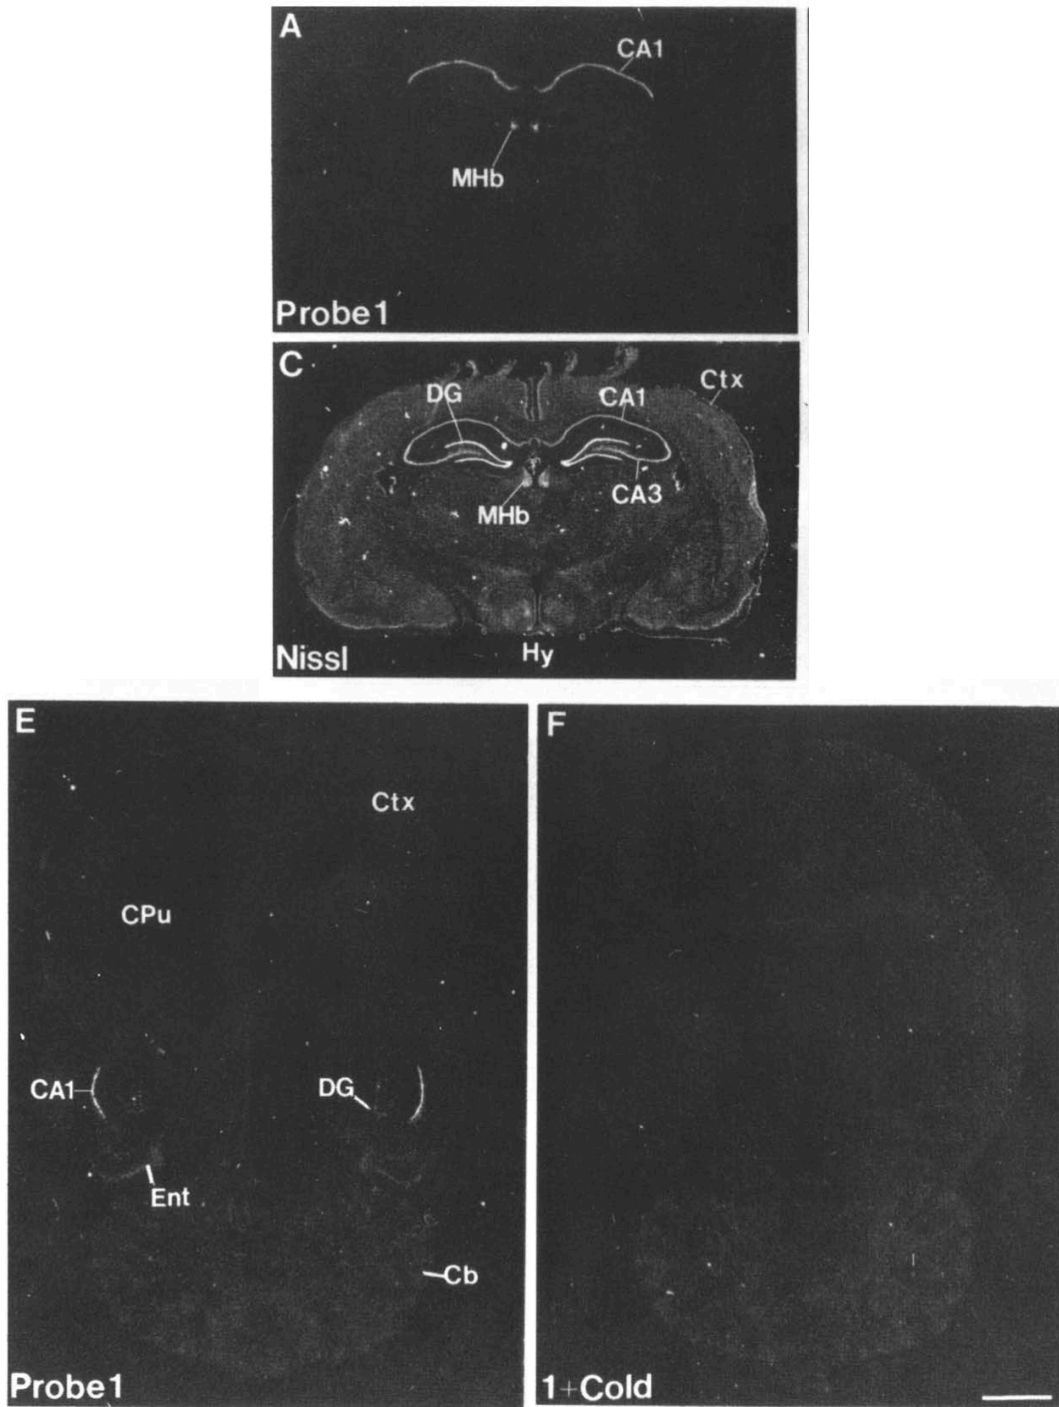 A
CA1
MHb
Probe1
C
DG
CA1
Ctx
CA3
MHb
Hy
Nissl
E
Ctx
CPu
CA1
DG
Ent
Cb
Probe1
F
1+Cold